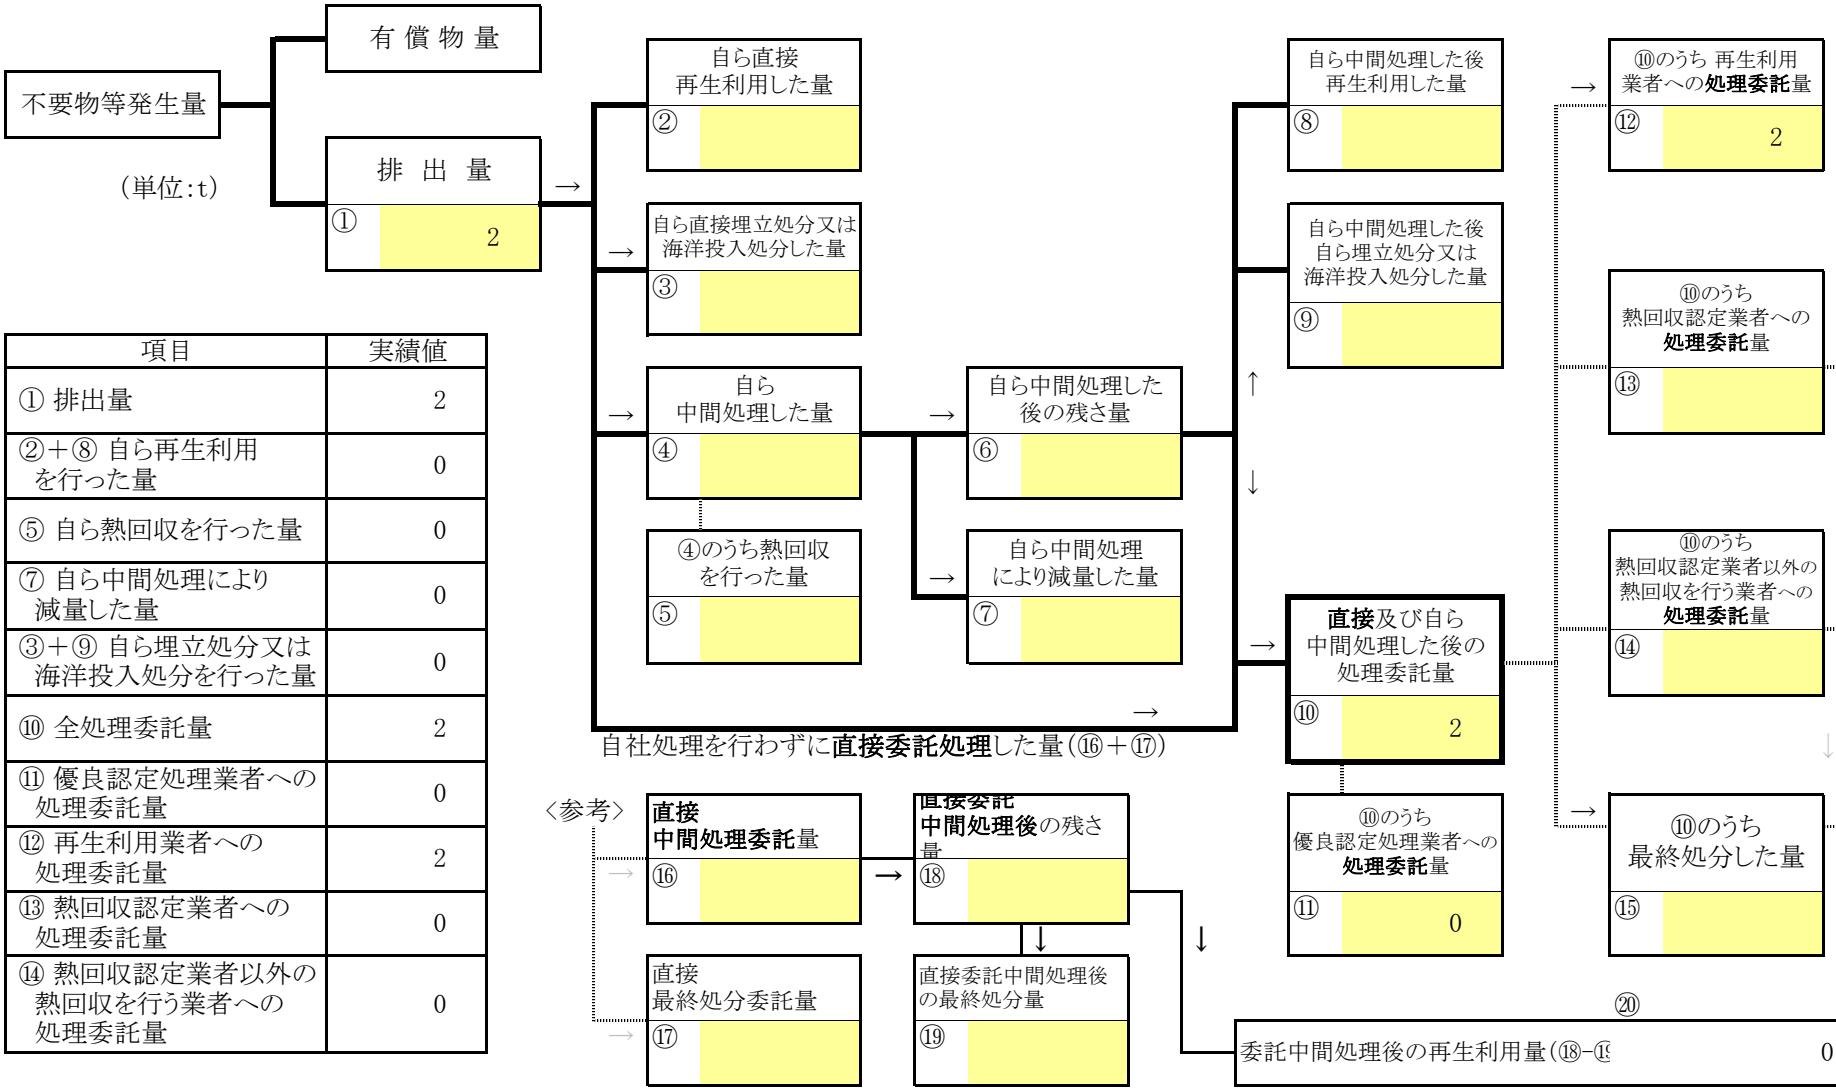 有 償 物 量
不要物等発生量
(単位:t)
排 出 量
→
①
2
自ら直接
再生利用した量
②
→
自ら直接埋立処分又は
海洋投入処分した量
③
→
自ら
中間処理した量
④
④のうち熱回収
を行った量
⑤
→
自ら中間処理した
後の残さ量
⑥
→
自ら中間処理
により減量した量
⑦
自ら中間処理した後
再生利用した量
⑧
自ら中間処理した後
自ら埋立処分又は
海洋投入処分した量
⑨
↑
↓
→
直接及び自ら
中間処理した後の
処理委託量
⑩
2
→
自社処理を行わずに直接委託処理した量(⑯+⑰)
⑩のうち
優良認定処理業者への
処理委託量
⑪
0
→
⑩のうち 再生利用
業者への処理委託量
⑫
2
⑩のうち
熱回収認定業者への
処理委託量
⑬
⑩のうち
熱回収認定業者以外の
熱回収を行う業者への
処理委託量
⑭
↓
→
⑩のうち
最終処分した量
⑮
項目 実績値
① 排出量 2
②+⑧ 自ら再生利用
を行った量 0
⑤ 自ら熱回収を行った量 0
⑦ 自ら中間処理により
減量した量 0
③+⑨ 自ら埋立処分又は
海洋投入処分を行った量 0
⑩ 全処理委託量 2
⑪ 優良認定処理業者への
処理委託量 0
⑫ 再生利用業者への
処理委託量 2
⑬ 熱回収認定業者への
処理委託量 0
⑭ 熱回収認定業者以外の
熱回収を行う業者への
処理委託量 0
<参考>
→
直接
中間処理委託量
⑯
→
直接委託
中間処理後の残さ
量
⑱
↓
↓
→
直接
最終処分委託量
⑰
直接委託中間処理後
の最終処分量
⑲
⑳
委託中間処理後の再生利用量(⑱-⑲
0